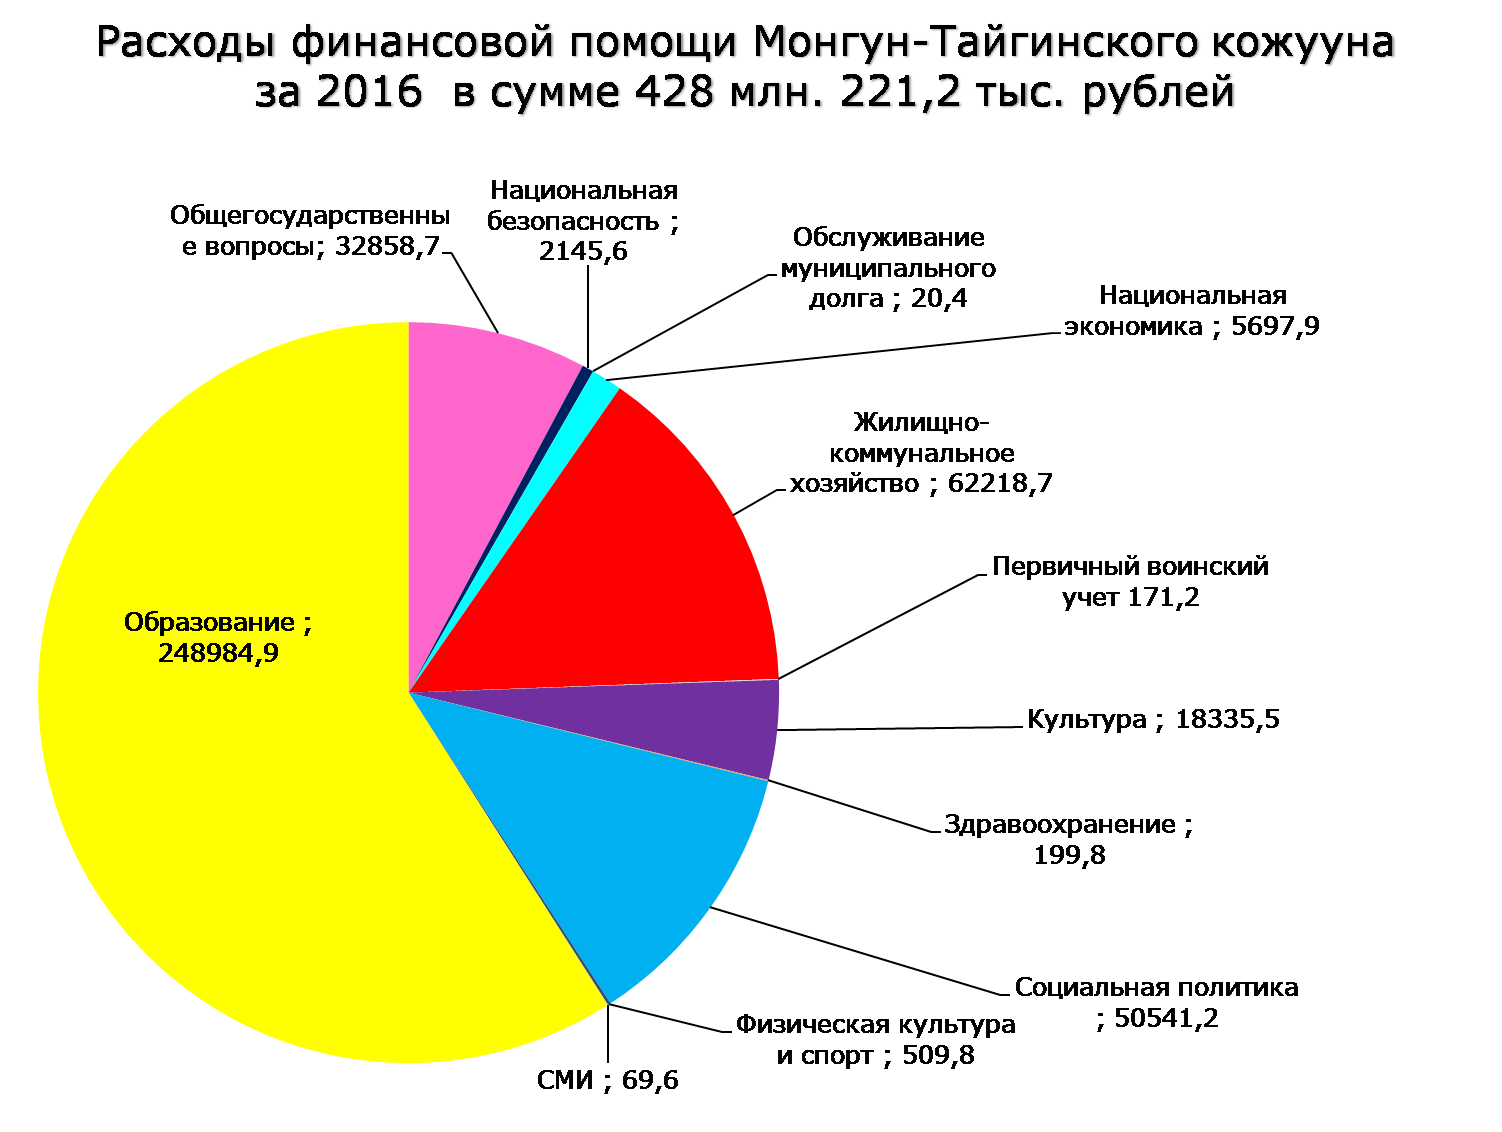 Расходы финансовой помощи Монгун-Тайгинского кожууна
за 2016 в сумме 428 млн. 221,2 тыс. рублей
Общегосударственны
е вопросы; 32858,7
Национальная
безопасность ;
2145,6
Обслуживание
муниципального
долга ; 20,4
Национальная
экономика ; 5697,9
Жилищно-
коммунальное
хозяйство ; 62218,7
Первичный воинский
учет 171,2
Культура ; 18335,5
Здравоохранение ;
199,8
Социальная политика
; 50541,2
Физическая культура
и спорт ; 509,8
СМИ ; 69,6
Образование ;
248984,9